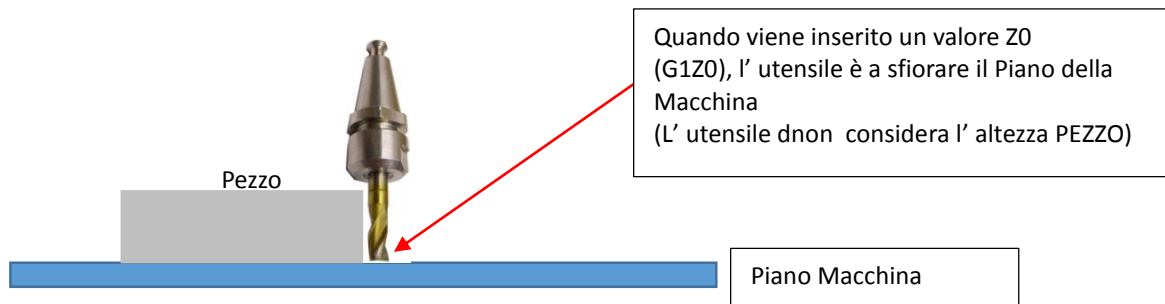 Quando viene inserito un valore Z0
(G1Z0), l' utensile è a sfiorare il Piano della
Macchina
(L' utensile dnon  considera l' altezza PEZZO)
Pezzo
Piano Macchina